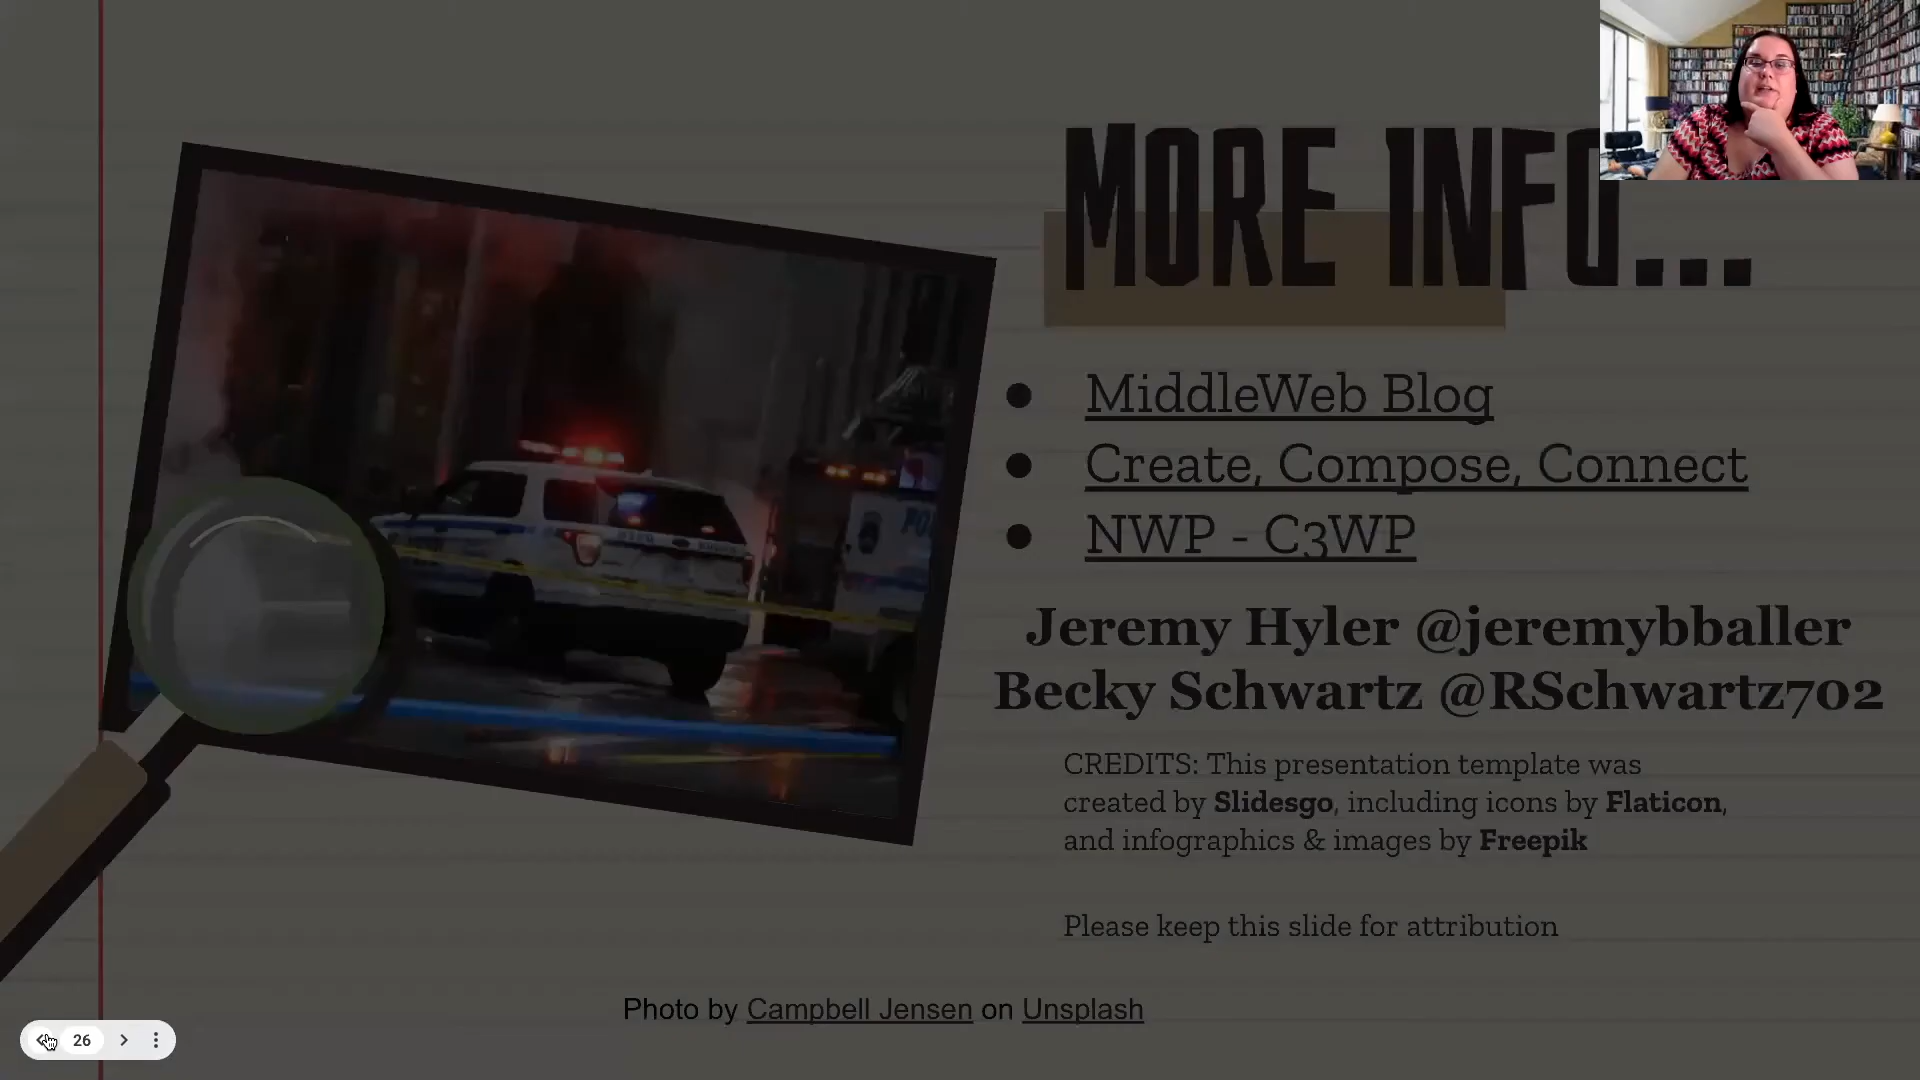 MORE INFO...
MiddleWeb Blog
Create, Compose, Connect
NWP - C3WP
Jeremy Hyler @jeremybballer
Becky Schwartz @RSchwartz702
CREDITS: This presentation template was
created by Slidesgo, including icons by Flaticon,
and infographics & images by Freepik
Please keep this slide for attribution
Photo by Campbell Jensen on Unsplash
26